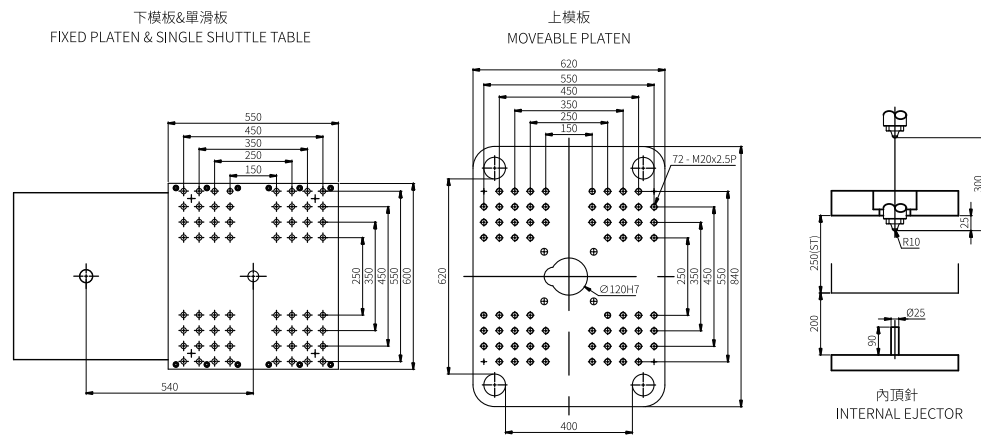 下模板&單滑板
FIXED PLATEN & SINGLE SHUTTLE TABLE
550
450
350
250
150
250
350
450
550
600
540
上模板
MOVEABLE PLATEN
620
550
450
350
250
150
72 - M20x2.5P
620
Ø120H7
250
350
450
550
840
400
300
25
R10
250(ST)
200
Ø25
90
內頂針
INTERNAL EJECTOR